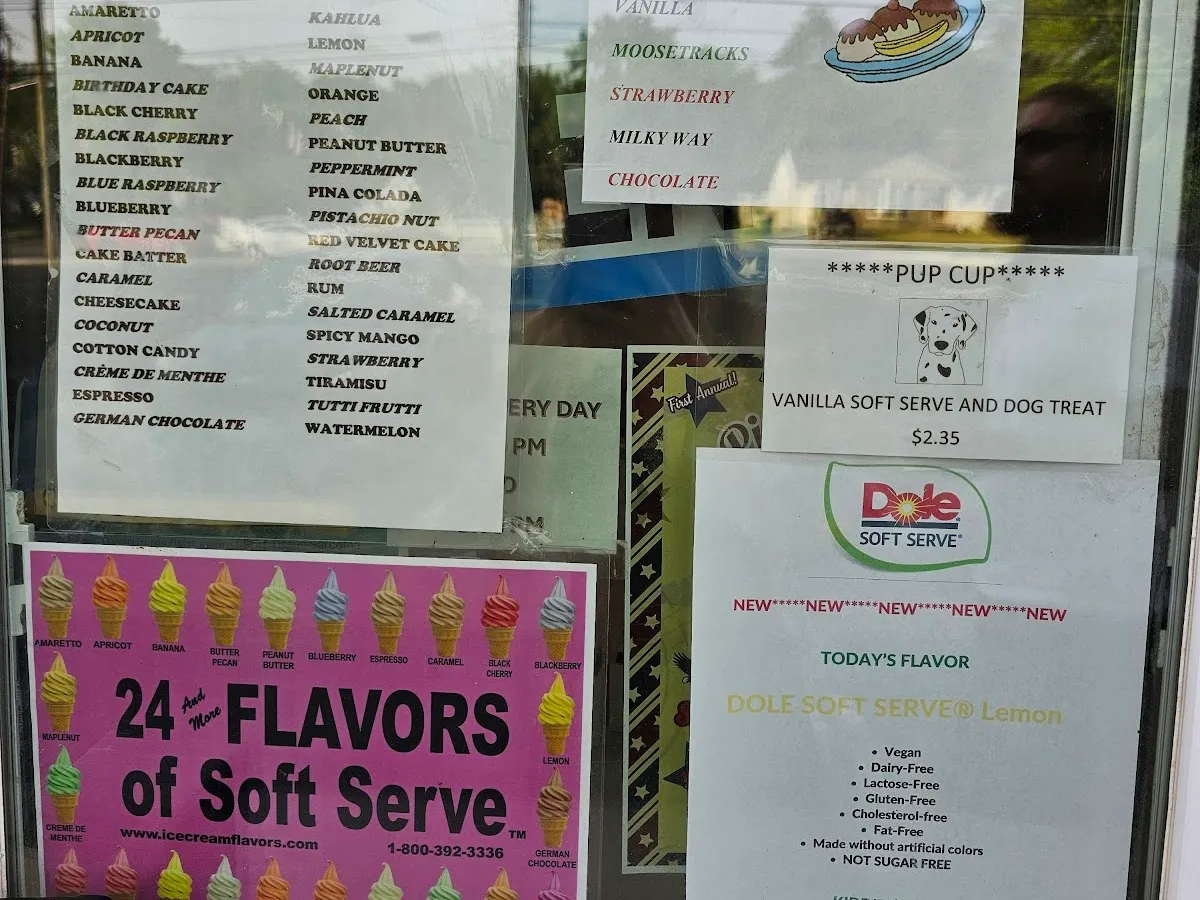 AMARETTO
APRICOT
BANANA
BIRTHDAY CAKE
BLACK CHERRY
BLACK RASPBERRY
BLACKBERRY
BLUE RASPBERRY
BLUEBERRY
BUTTER PECAN
CAKE BATTER
CARAMEL
CHEESECAKE
COCONUT
COTTON CANDY
CRÈME DE MENTHE
ESPRESSO
GERMAN CHOCOLATE
KAHLUA
LEMON
MAPLENUT
ORANGE
PEACH
PEANUT BUTTER
PEPPERMINT
PINA COLADA
PISTACHIO NUT
RED VELVET CAKE
ROOT BEER
RUM
SALTED CARAMEL
SPICY MANGO
STRAWBERRY
TIRAMISU
TUTTI FRUTTI
WATERMELON
VANILLA
MOOSETRACKS
STRAWBERRY
MILKY WAY
CHOCOLATE
*****PUP CUP*****
VANILLA SOFT SERVE AND DOG TREAT
$2.35
ERY DAY
PM
PM
First Annual!
Dole
SOFT SERVE®
NEW*****NEW*****NEW*****NEW*****NEW
TODAY'S FLAVOR
DOLE SOFT SERVE® Lemon
• Vegan
• Dairy-Free
• Lactose-Free
• Gluten-Free
• Cholesterol-free
• Fat-Free
• Made without artificial colors
• NOT SUGAR FREE
AMARETTO
APRICOT
BANANA
BUTTER
PECAN
PEANUT
BUTTER
BLUEBERRY
ESPRESSO
CARAMEL
BLACK
CHERRY
BLACKBERRY
MAPLENUT
LEMON
CREME DE
MENTHE
GERMAN
CHOCOLATE
24 And More FLAVORS
of Soft Serve™
www.icecreamflavors.com
1-800-392-3336